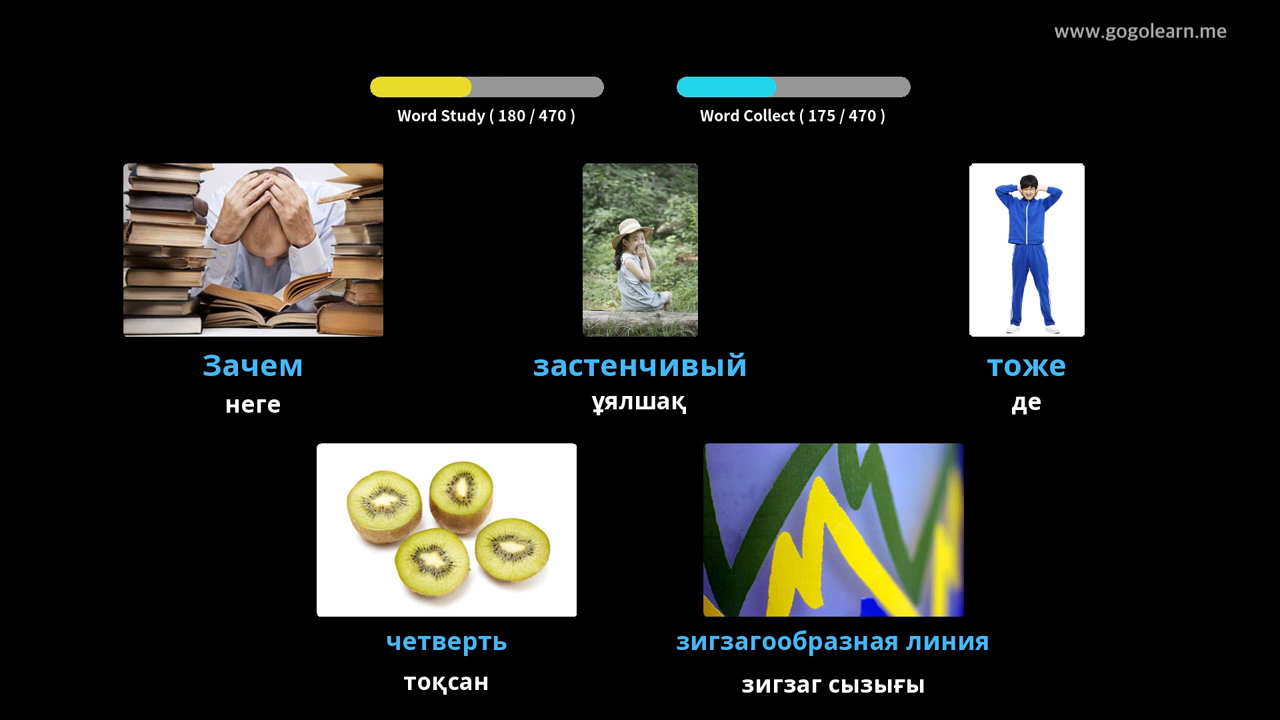 www.gogolearn.me
Word Study ( 180 / 470 )
Word Collect ( 175 / 470 )
Зачем
неге
застенчивый
ұялшақ
тоже
де
четверть
тоқсан
зигзагообразная линия
зигзаг сызығы